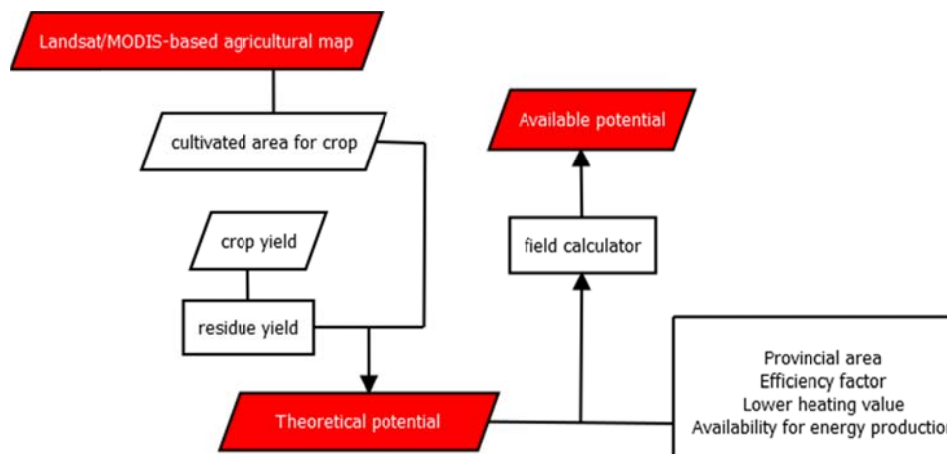 Landsat/MODIS-based agricultural map
cultivated area for crop
Available potential
crop yield
field calculator
residue yield
Theoretical potential
Provincial area
Efficiency factor
Lower heating value
Availability for energy production